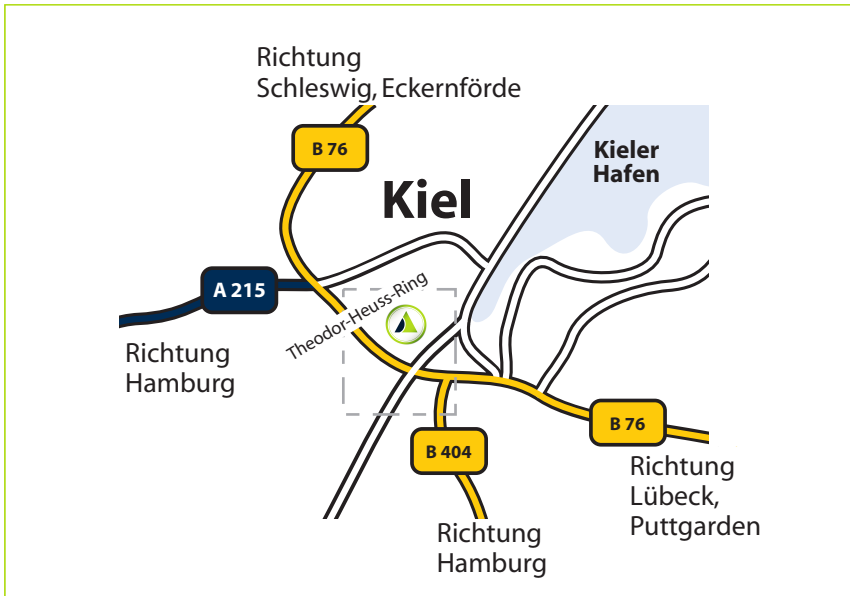 Richtung
Schleswig, Eckernförde
B 76
Kieler
Hafen
Kiel
A 215
Theodor-Heuss-Ring
Richtung
Hamburg
B 76
B 404
Richtung
Lübeck,
Puttgarden
Richtung
Hamburg